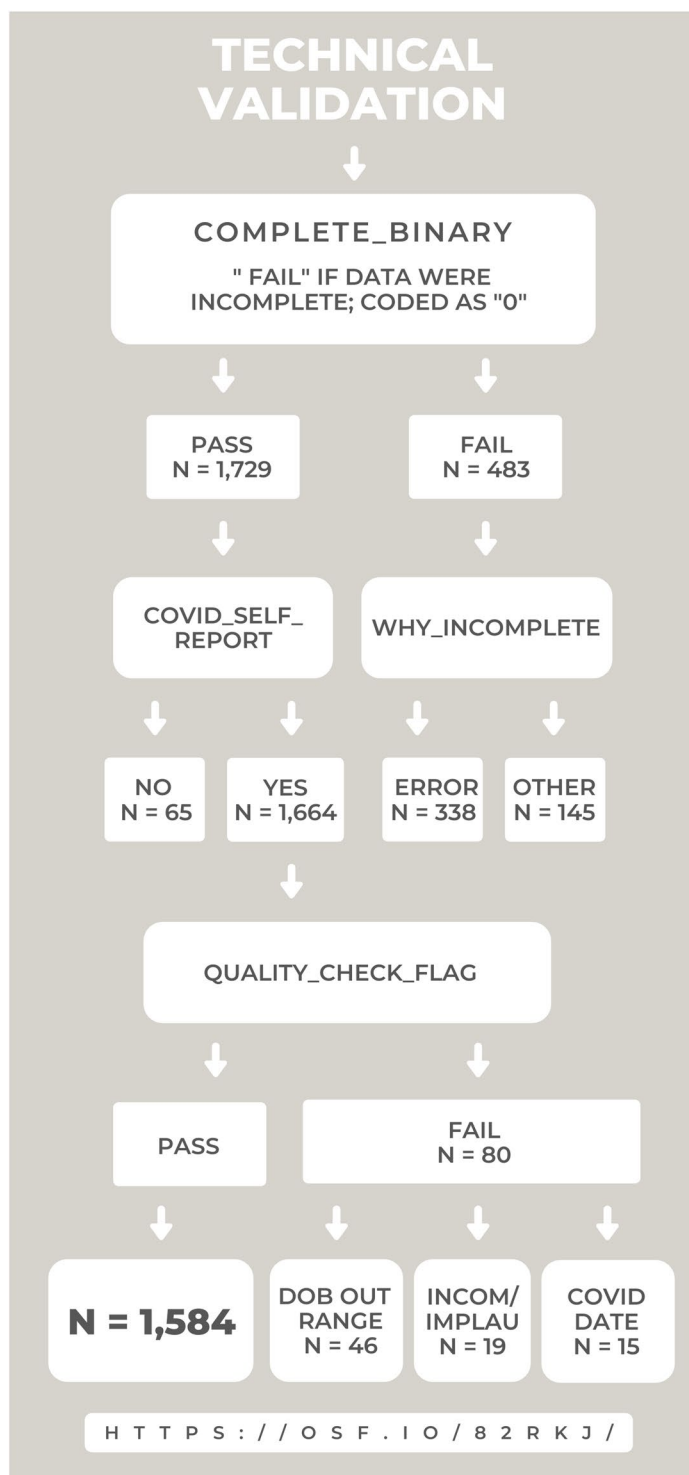 TECHNICAL
VALIDATION
COMPLETE_BINARY
" FAIL" IF DATA WERE
INCOMPLETE; CODED AS "0"
PASS
N = 1,729
FAIL
N = 483
COVID_SELF_
REPORT
WHY_INCOMPLETE
NO
N = 65
YES
N = 1,664
ERROR
N = 338
OTHER
N = 145
QUALITY_CHECK_FLAG
PASS
FAIL
N = 80
N = 1,584
DOB OUT
RANGE
N = 46
INCOM/
IMPLAU
N = 19
COVID
DATE
N = 15
HTTPS://OSF.IO/82RKJ/